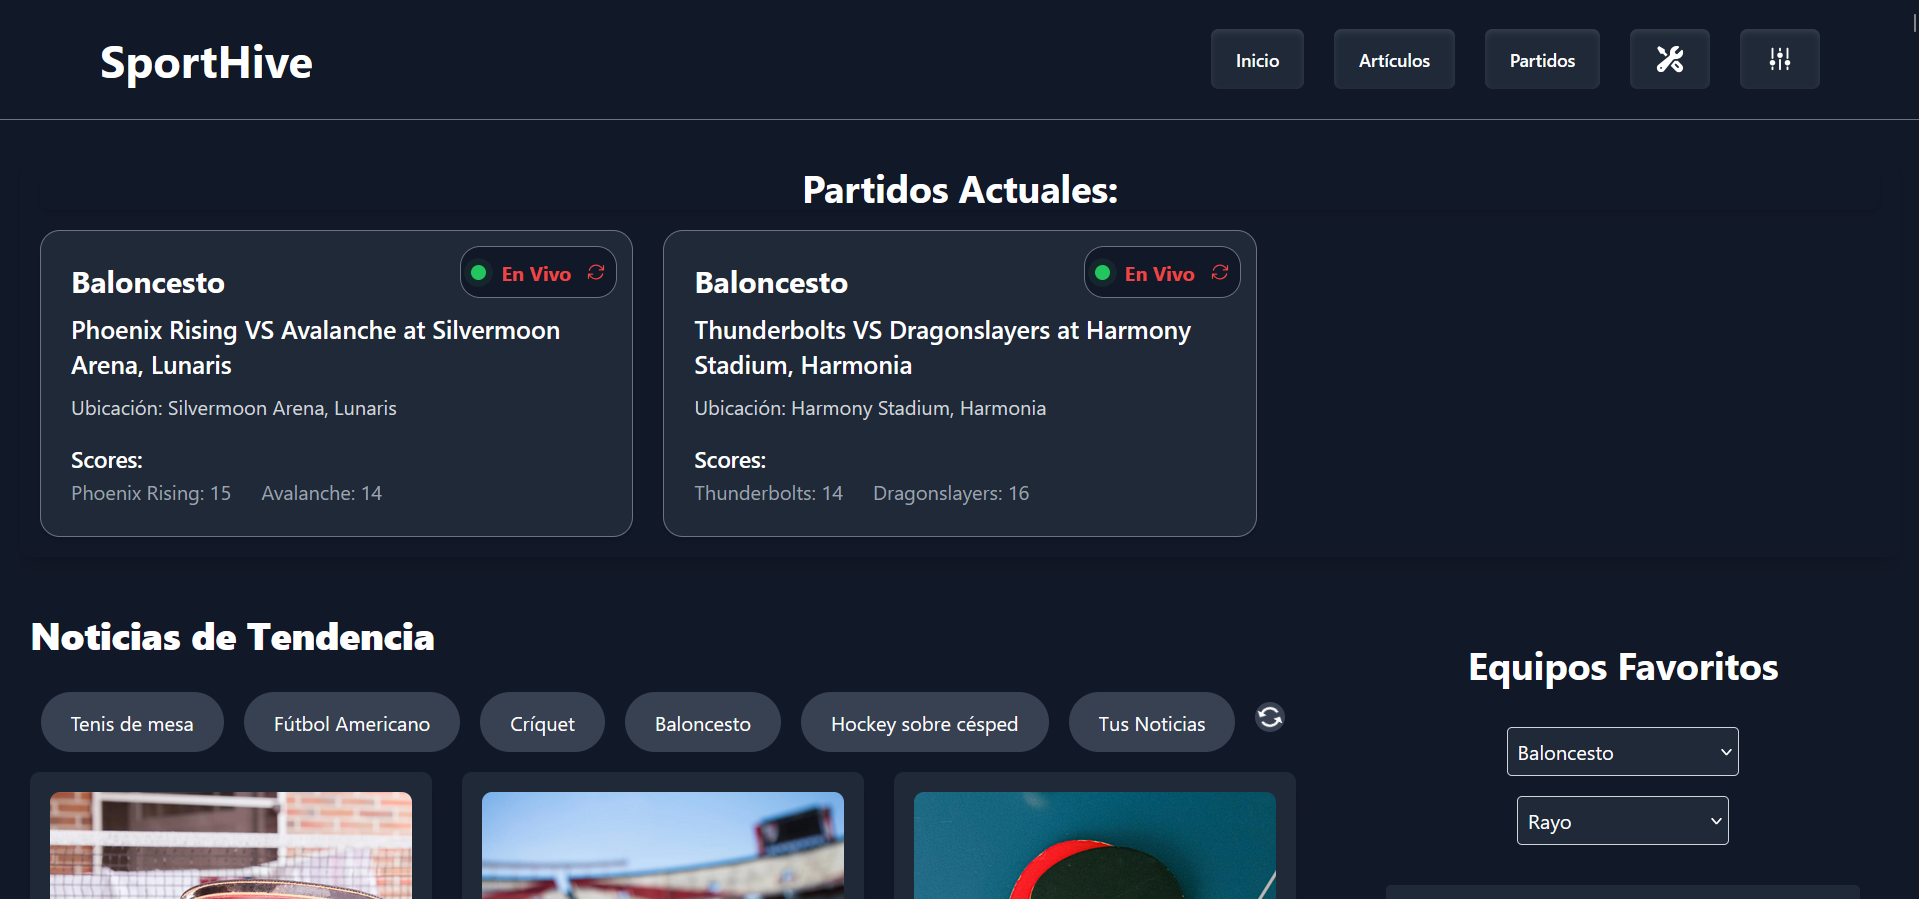 SportHive
Inicio
Artículos
Partidos
Partidos Actuales:
Baloncesto
En Vivo
Phoenix Rising VS Avalanche at Silvermoon
Arena, Lunaris
Ubicación: Silvermoon Arena, Lunaris
Scores:
Phoenix Rising: 15 Avalanche: 14
Baloncesto
En Vivo
Thunderbolts VS Dragonslayers at Harmony
Stadium, Harmonia
Ubicación: Harmony Stadium, Harmonia
Scores:
Thunderbolts: 14 Dragonslayers: 16
Noticias de Tendencia
Tenis de mesa
Fútbol Americano
Críquet
Baloncesto
Hockey sobre césped
Tus Noticias
Equipos Favoritos
Baloncesto
Rayo